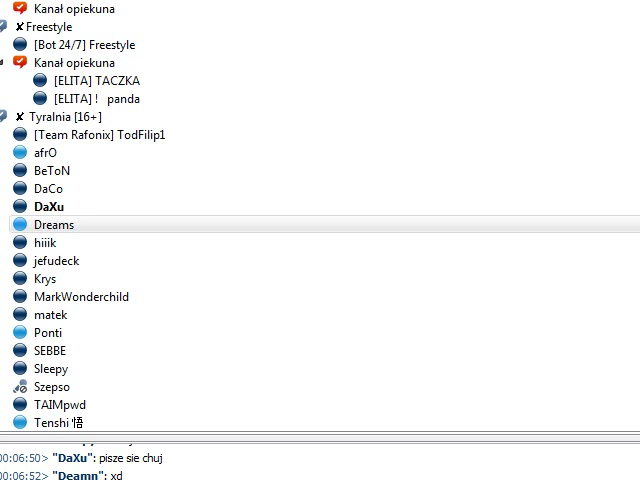 Kanał opiekuna
✘Freestyle
[Bot 24/7] Freestyle
Kanał opiekuna
[ELITA] TACZKA
[ELITA] ! panda
✘ Tyralnia [16+]
[Team Rafonix] TodFilip1
afrO
BeToN
DaCo
DaXu
Dreams
hiiik
jefudeck
Krys
MarkWonderchild
matek
Ponti
SEBBE
Sleepy
Szepso
TAIMpwd
Tenshi 悟
00:06:50> "DaXu": pisze sie chuj
00:06:52> "Deamn": xd